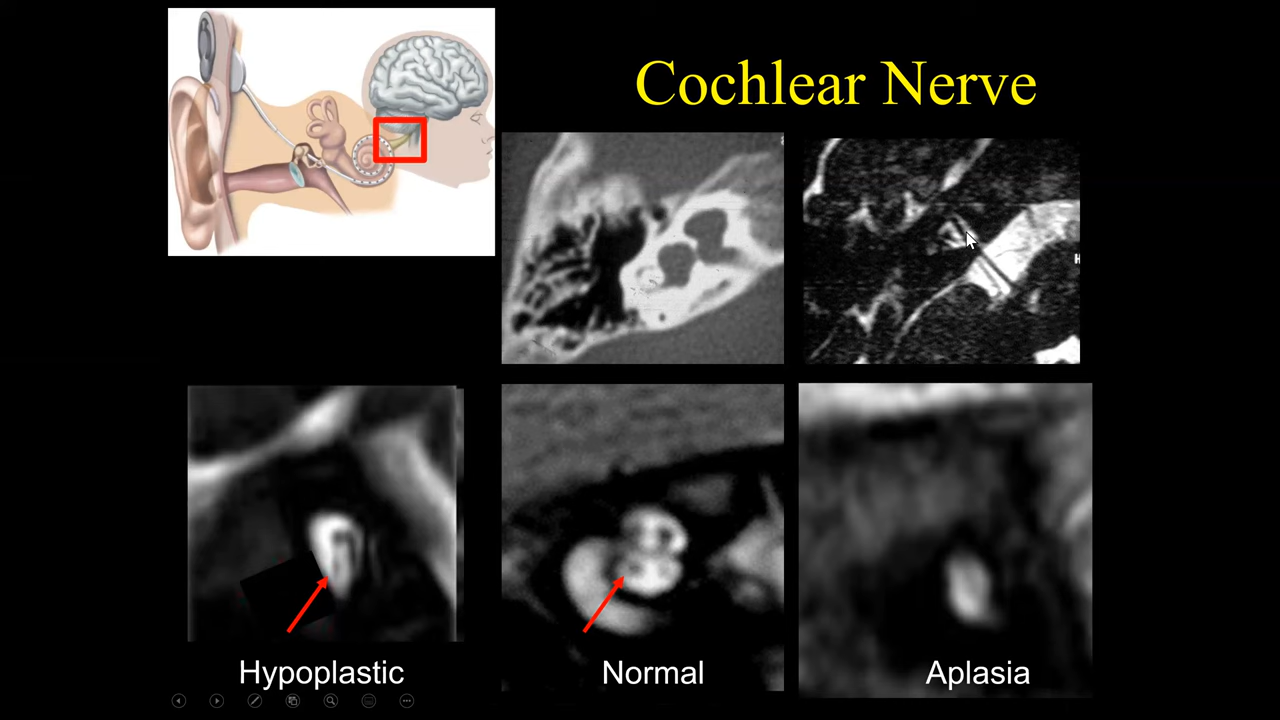 Cochlear Nerve
H
Hypoplastic
Normal
Aplasia